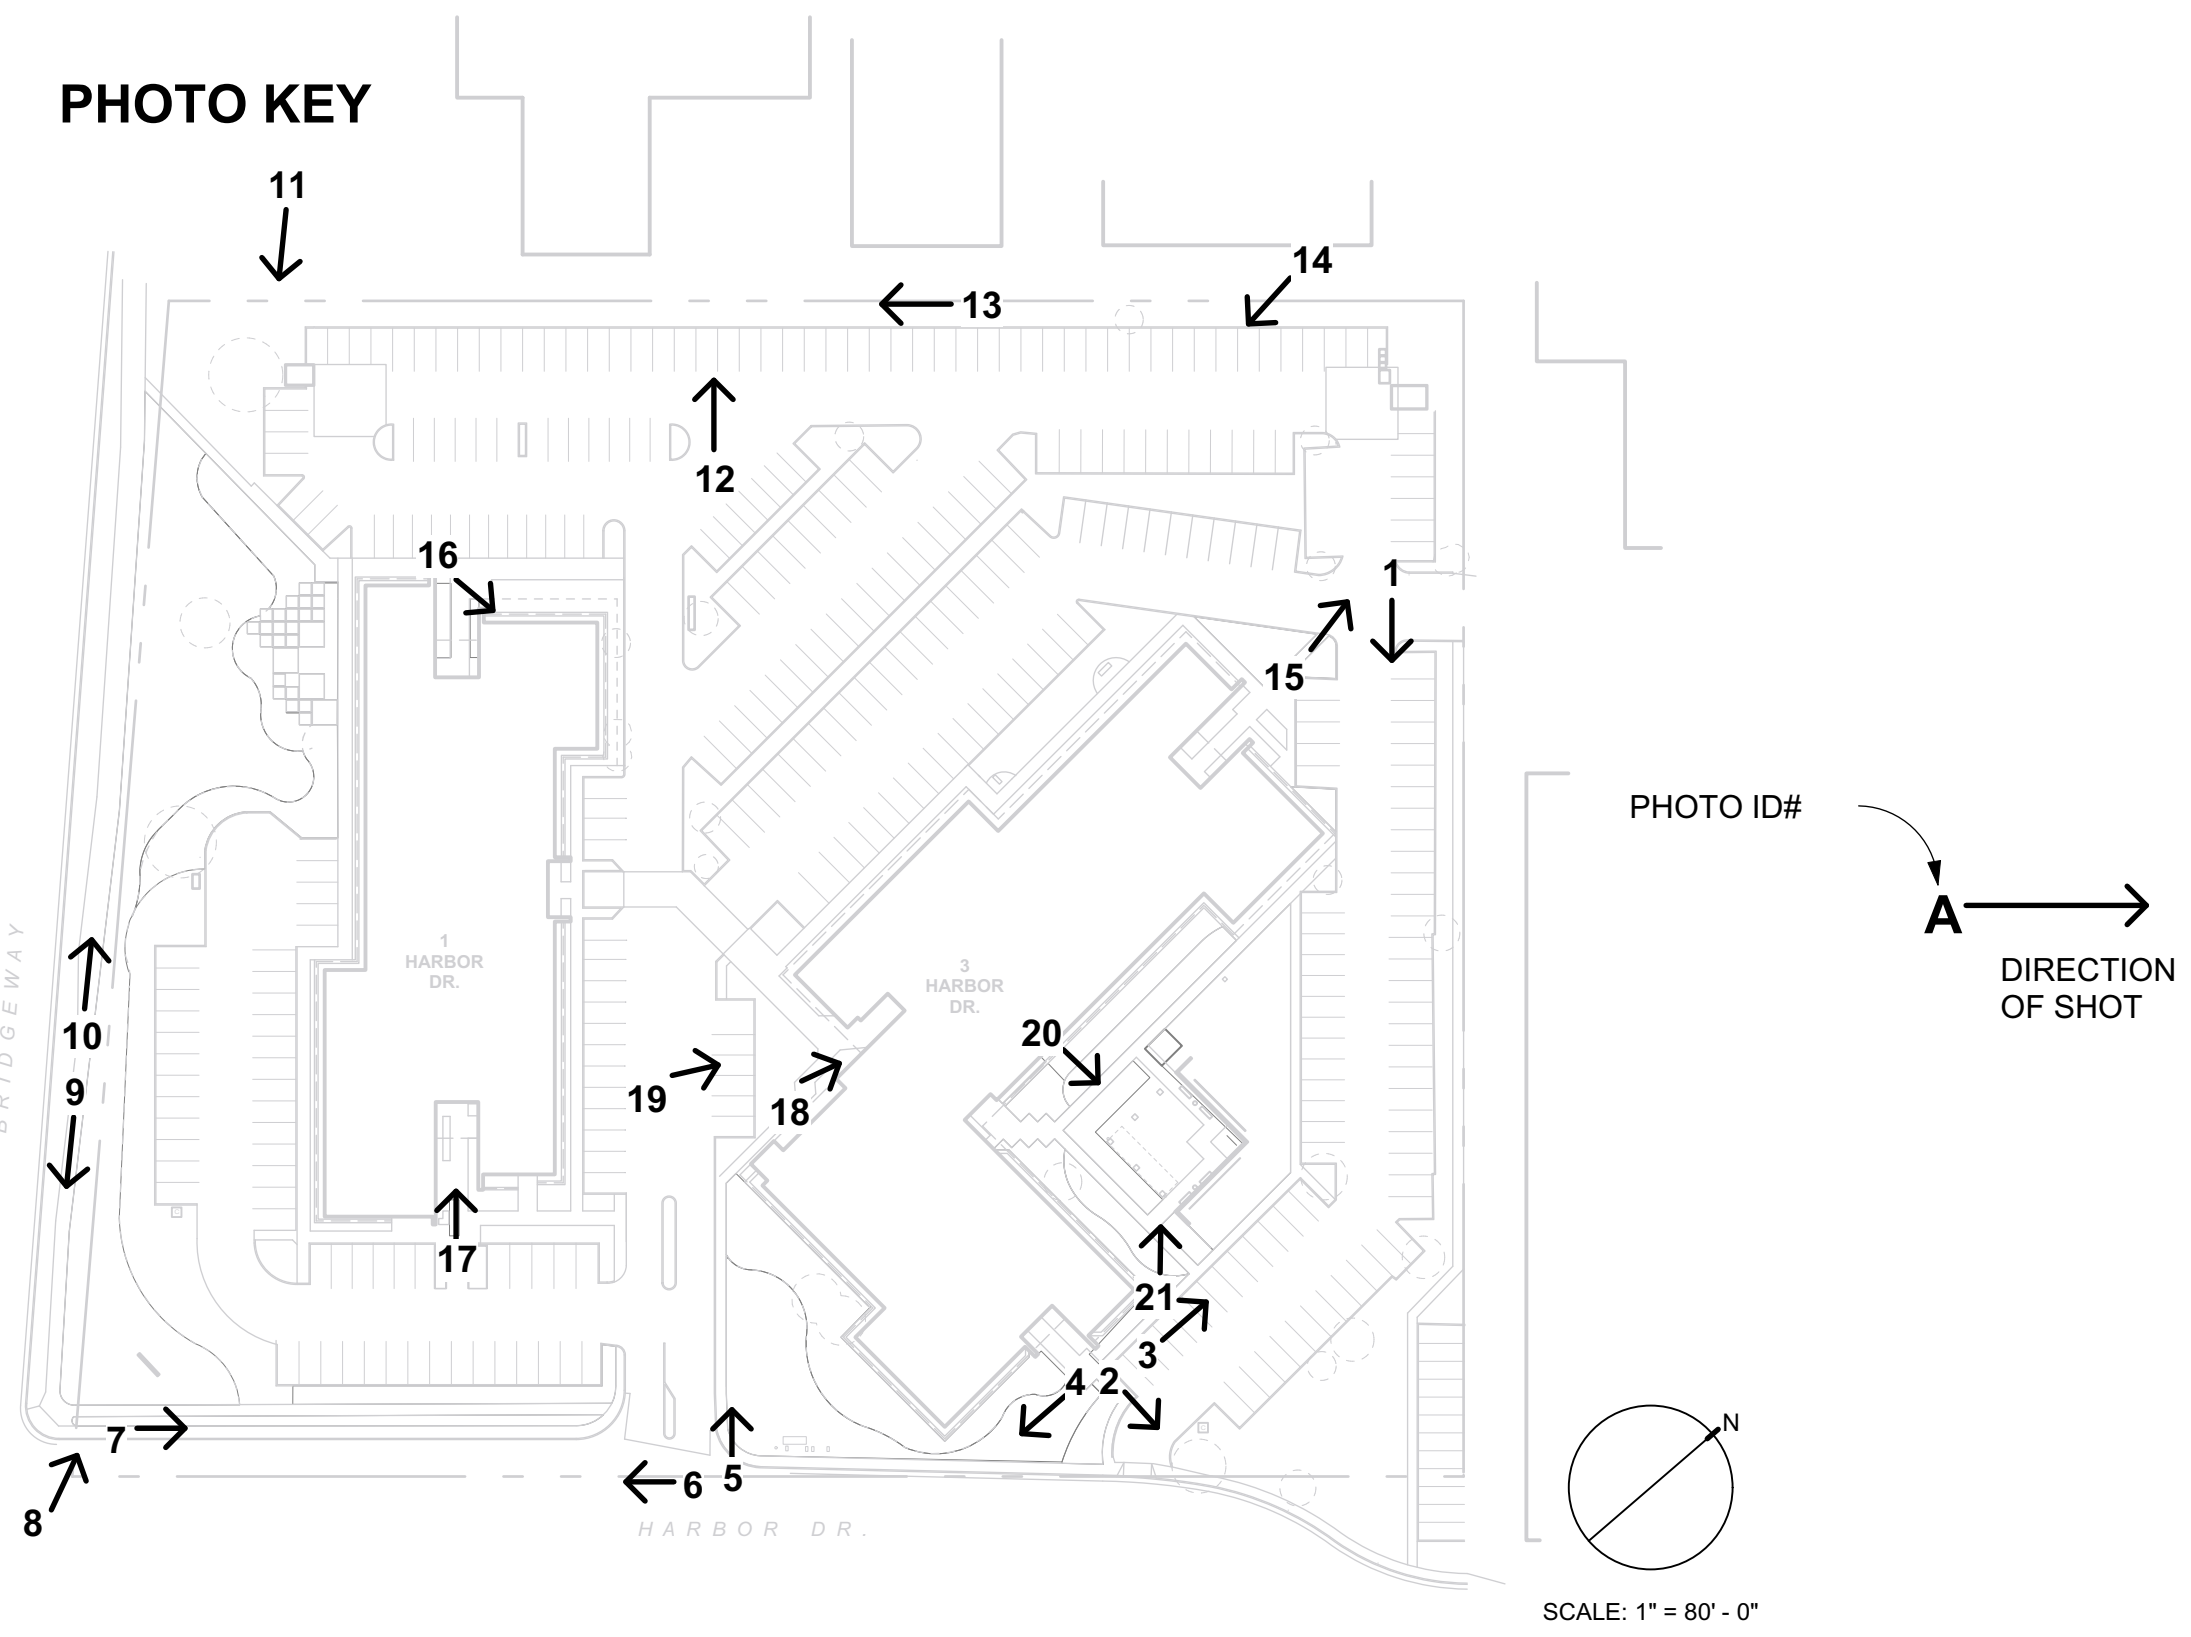 PHOTO KEY
11
14
13
12
16
1
15
PHOTO ID#
A
DIRECTION
OF SHOT
BRIDGEWAY
1
HARBOR
DR.
3
HARBOR
DR.
10
20
9
19
18
17
21
3
4 2
7
6 5
8
HARBOR DR.
N
SCALE: 1" = 80' - 0"